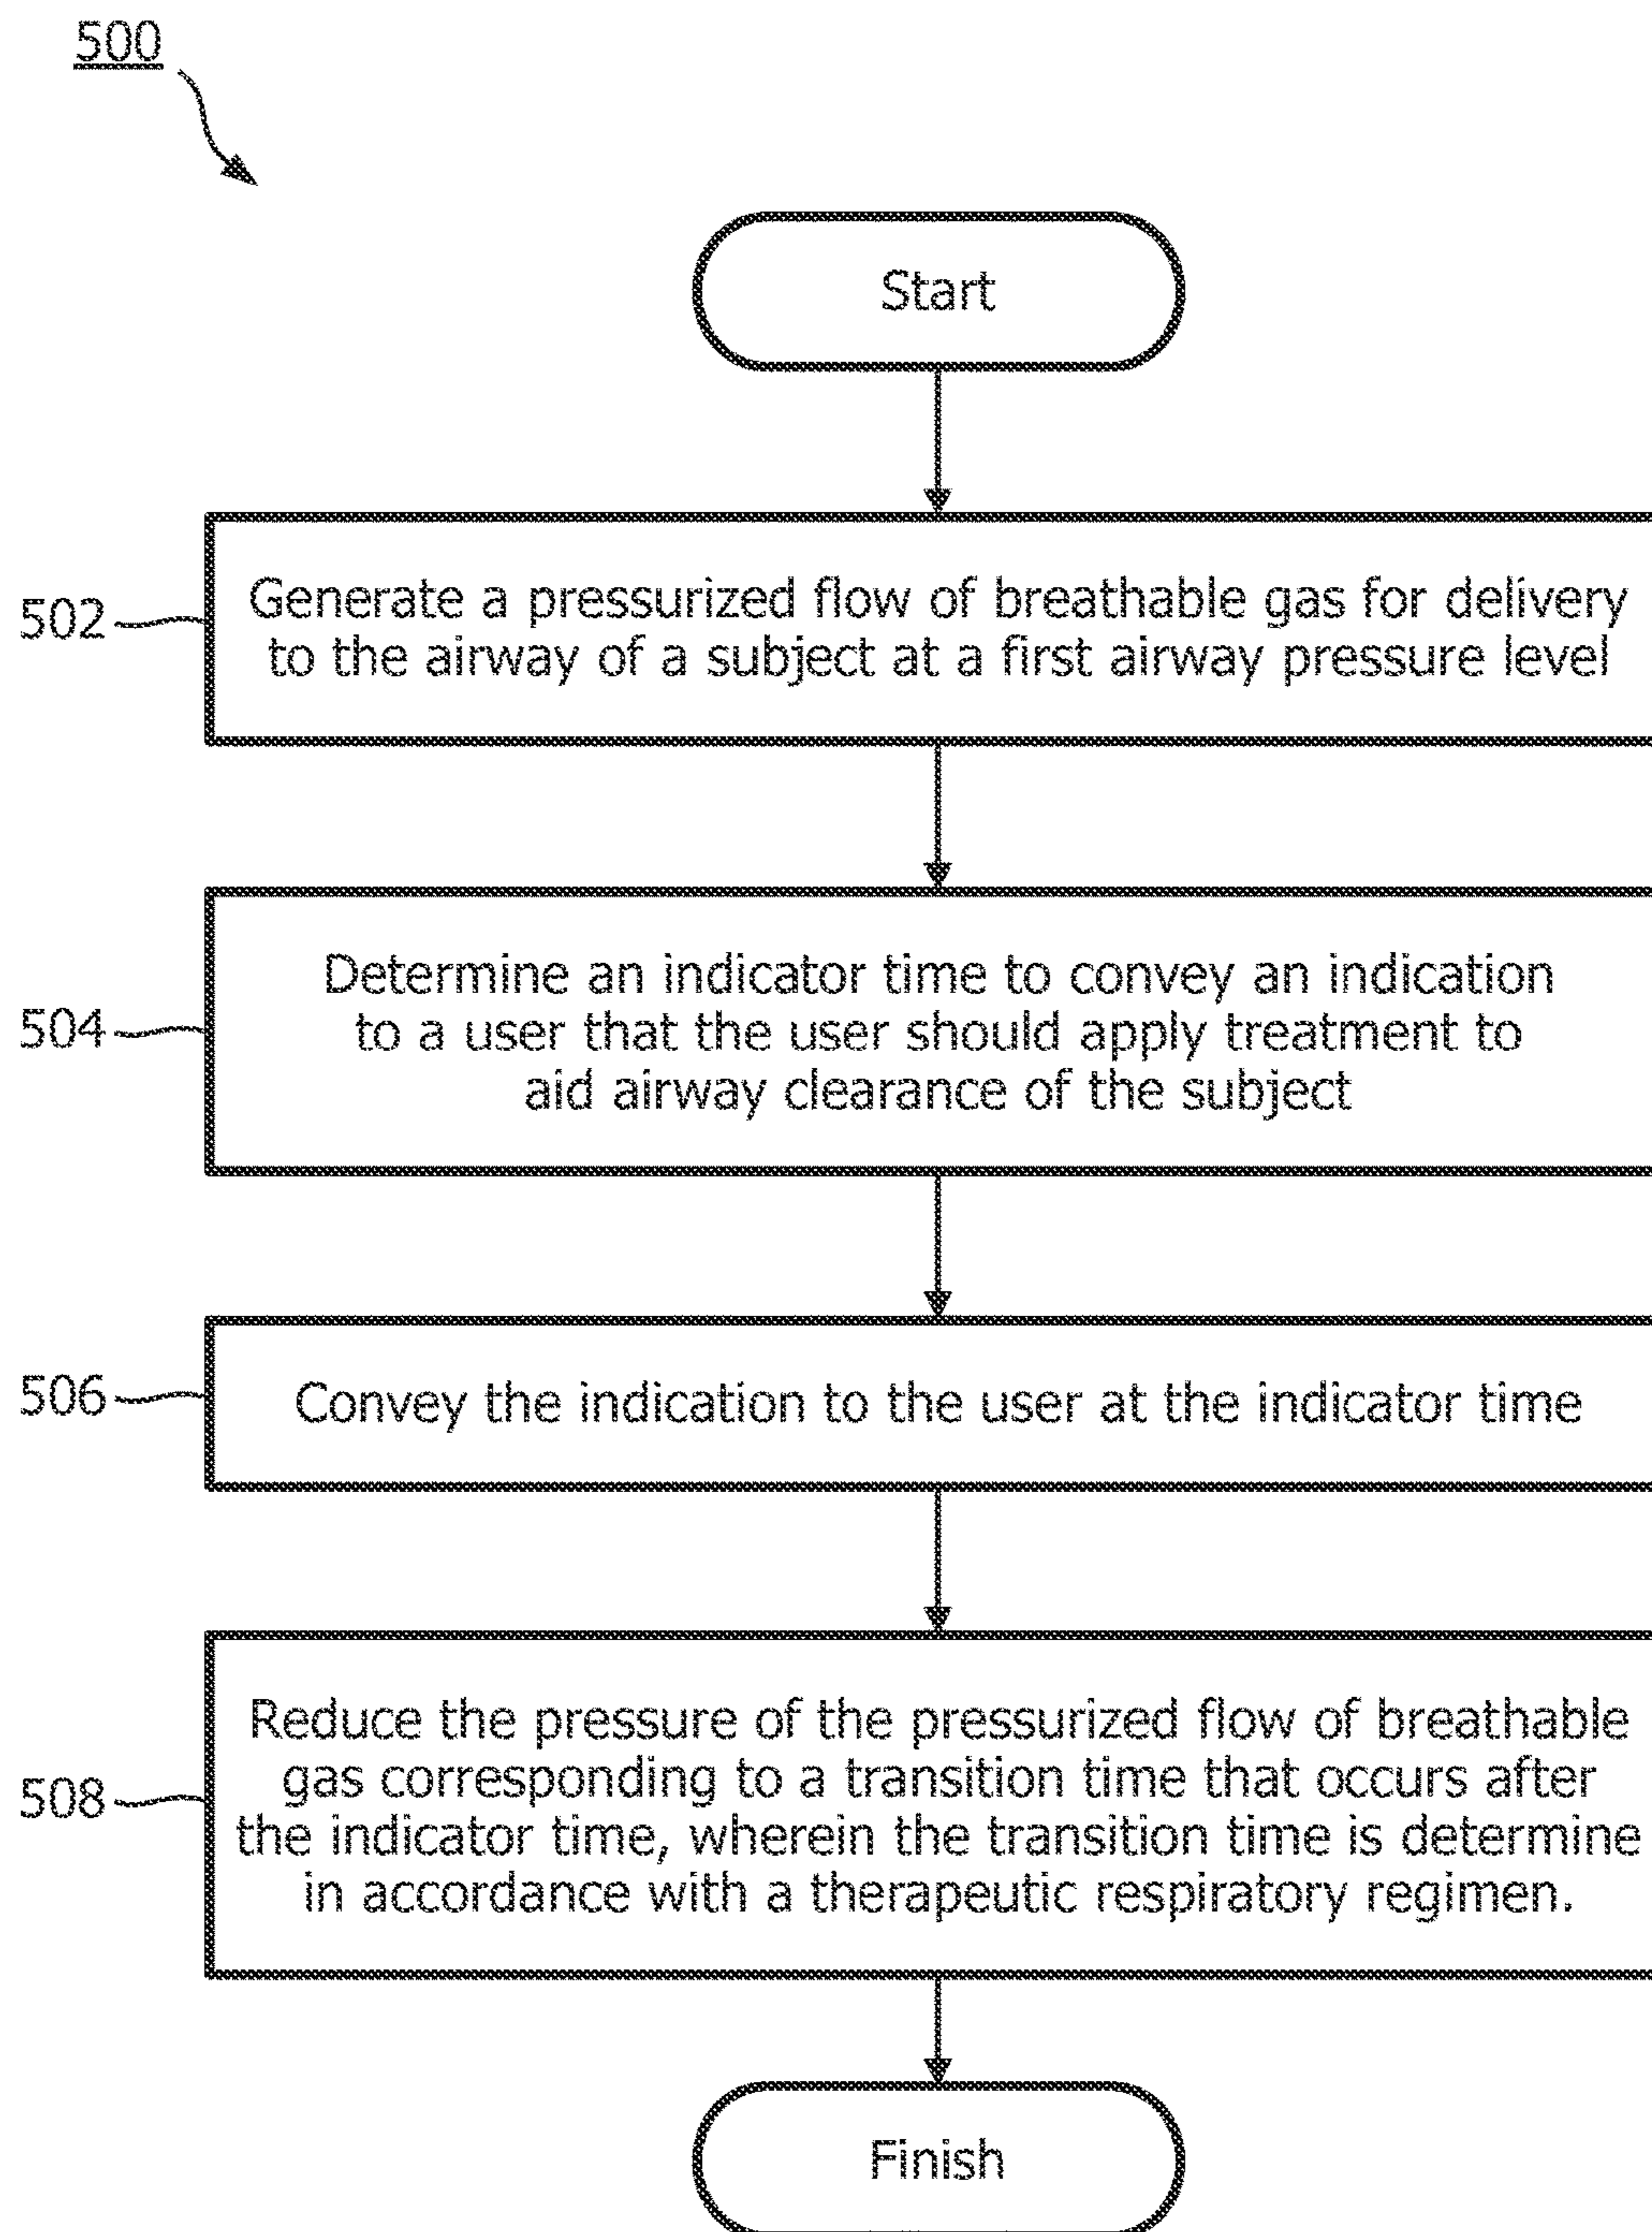 500
Start
502
Generate a pressurized flow of breathable gas for delivery
to the airway of a subject at a first airway pressure level
504
Determine an indicator time to convey an indication
to a user that the user should apply treatment to
aid airway clearance of the subject
506
Convey the indication to the user at the indicator time
508
Reduce the pressure of the pressurized flow of breathable
gas corresponding to a transition time that occurs after
the indicator time, wherein the transition time is determine
in accordance with a therapeutic respiratory regimen.
Finish